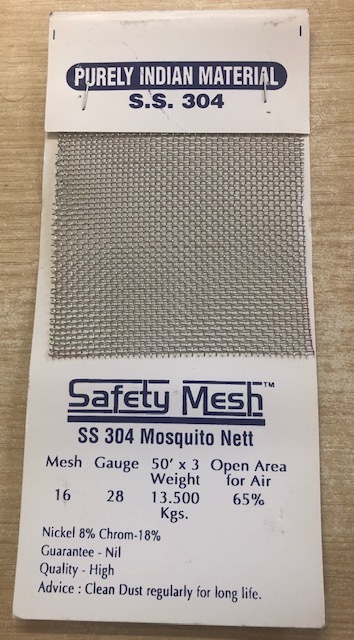 PURELY INDIAN MATERIAL
S.S. 304
Safety Mesh™
SS 304 Mosquito Nett
Mesh Gauge 50' x 3 Open Area
Weight for Air
16 28 13.500 65%
Kgs.
Nickel 8% Chrom-18%
Guarantee - Nil
Quality - High
Advice : Clean Dust regularly for long life.